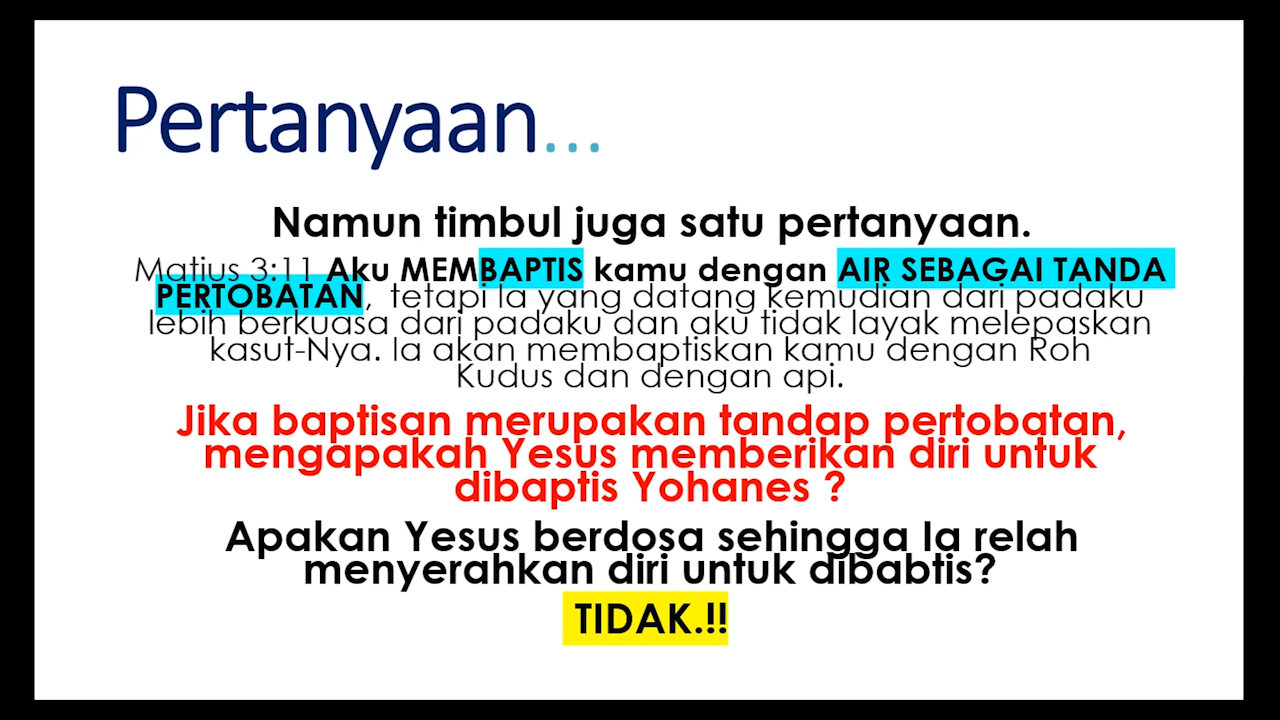 Pertanyaan...
Namun timbul juga satu pertanyaan.
Matius 3:11 Aku MEMBAPTIS kamu dengan AIR SEBAGAI TANDA
PERTOBATAN, tetapi Ia yang datang kemudian dari padaku
lebih berkuasa dari padaku dan aku tidak layak melepaskan
kasut-Nya. Ia akan membaptiskan kamu dengan Roh
Kudus dan dengan api.
Jika baptisan merupakan tandap pertobatan,
mengapakah Yesus memberikan diri untuk
dibaptis Yohanes ?
Apakan Yesus berdosa sehingga Ia relah
menyerahkan diri untuk dibabtis?
TIDAK.!!